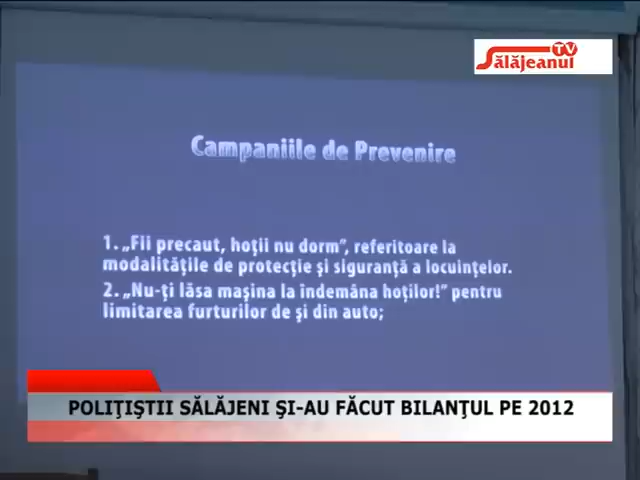 Sălăjeanul TV
Campaniile de Prevenire
1. „Fii precaut, hoţii nu dorm”, referitoare la
modalităţile de protecţie şi siguranţă a locuinţelor.
2. „Nu-ţi lăsa maşina la îndemâna hoţilor!” pentru
limitarea furturilor de şi din auto;
POLIŢIŞTII SĂLĂJENI ŞI-AU FĂCUT BILANŢUL PE 2012